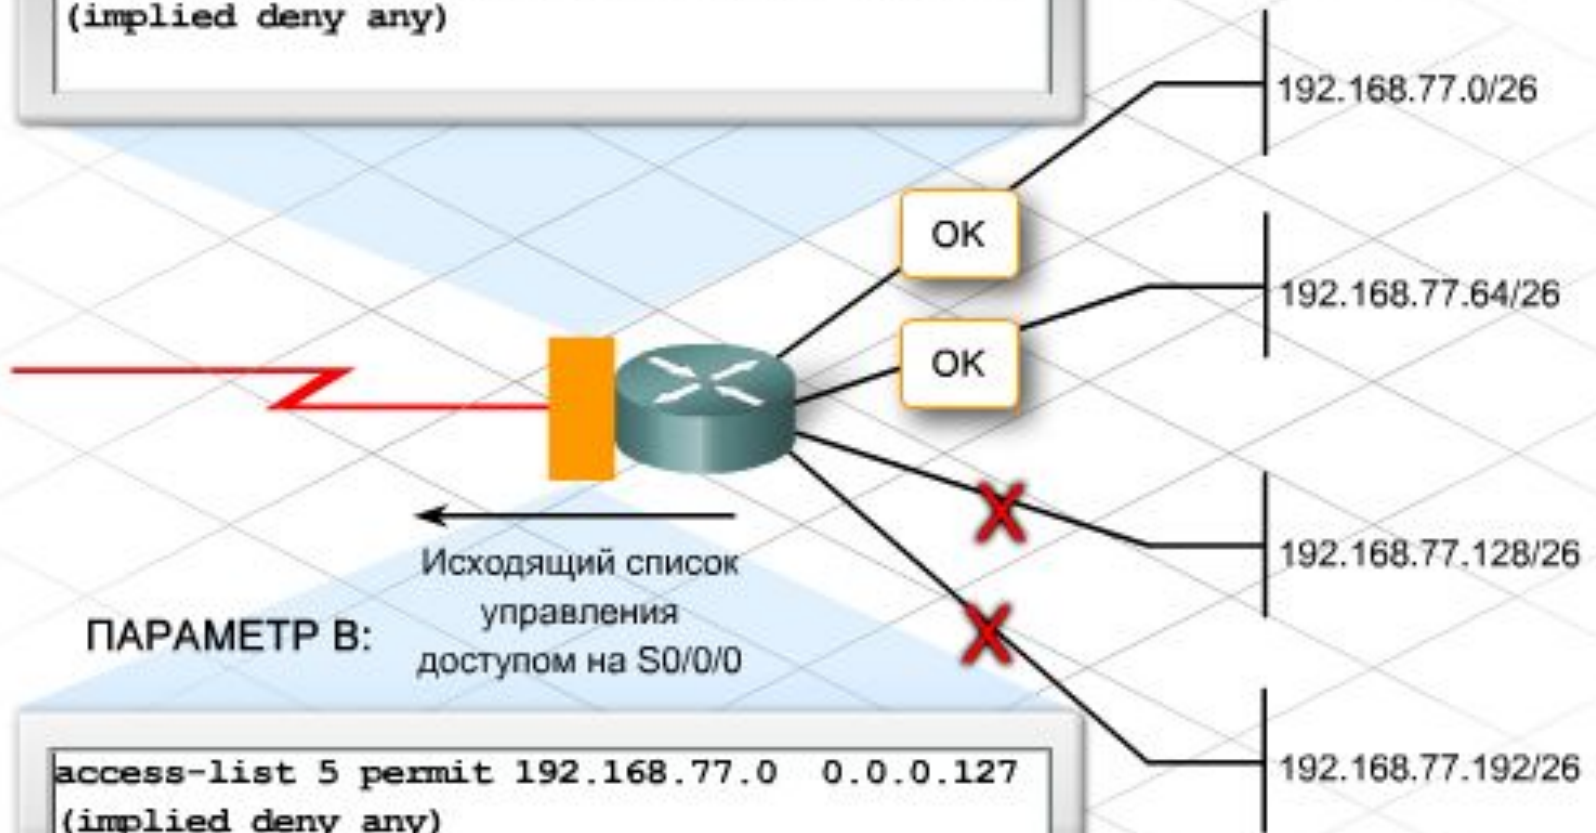 (implied deny any)
192.168.77.0/26
OK
192.168.77.64/26
OK
192.168.77.128/26
Исходящий список
управления
доступом на S0/0/0
ПАРАМЕТР В:
192.168.77.192/26
access-list 5 permit 192.168.77.0 0.0.0.127
(implied deny any)